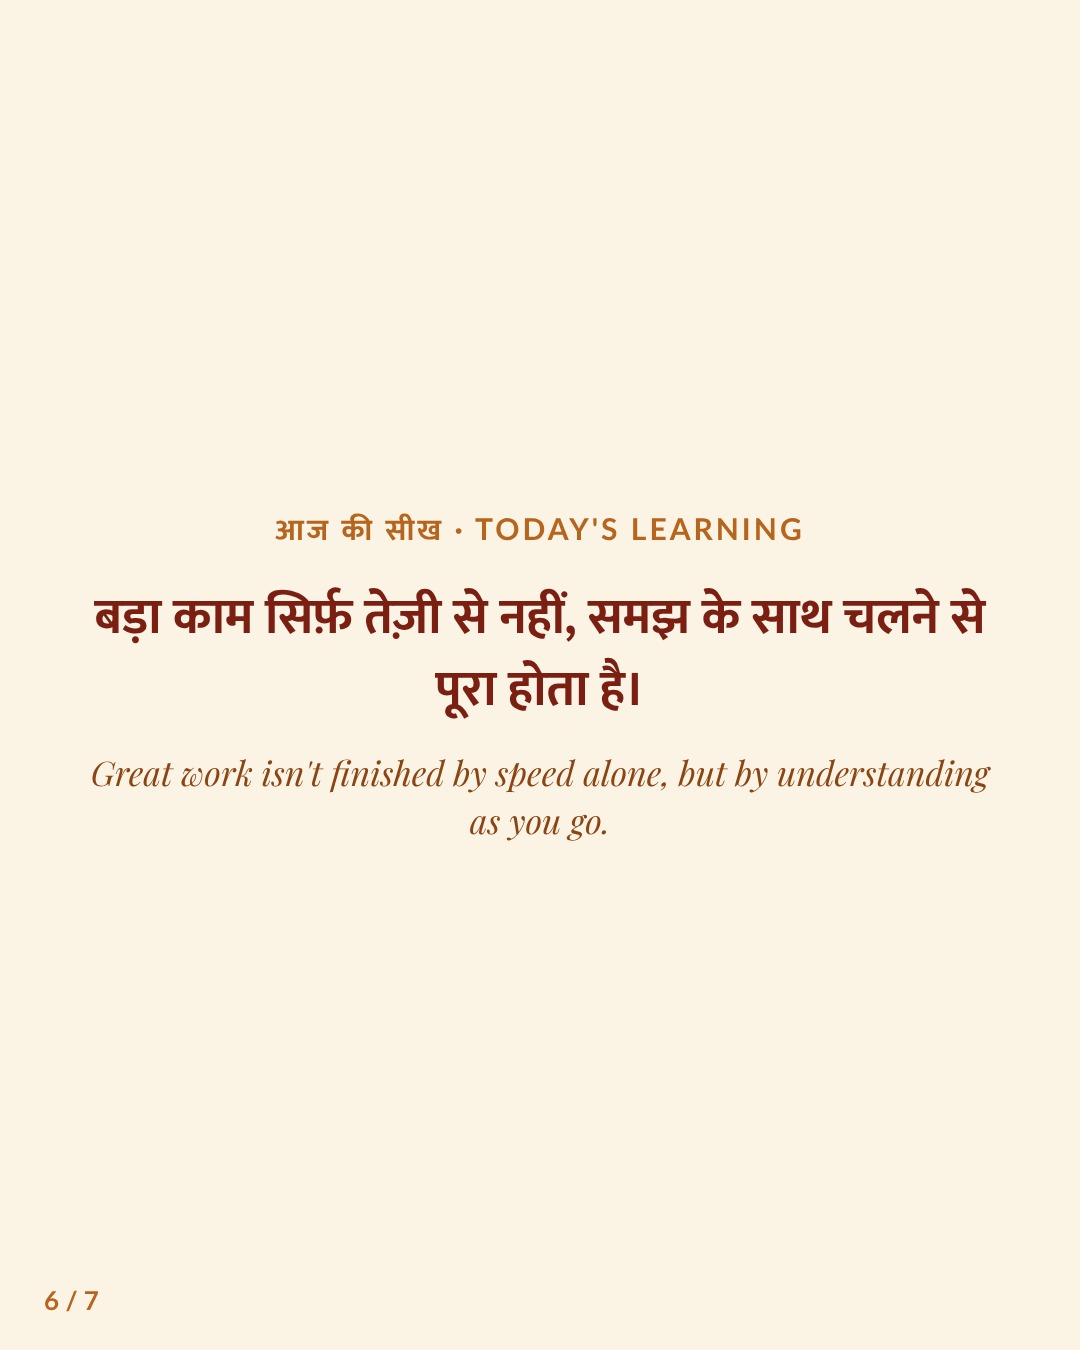 आज की सीख · TODAY'S LEARNING
बड़ा काम सिर्फ़ तेज़ी से नहीं, समझ के साथ चलने से
पूरा होता है।
Great work isn't finished by speed alone, but by understanding
as you go.
6 / 7